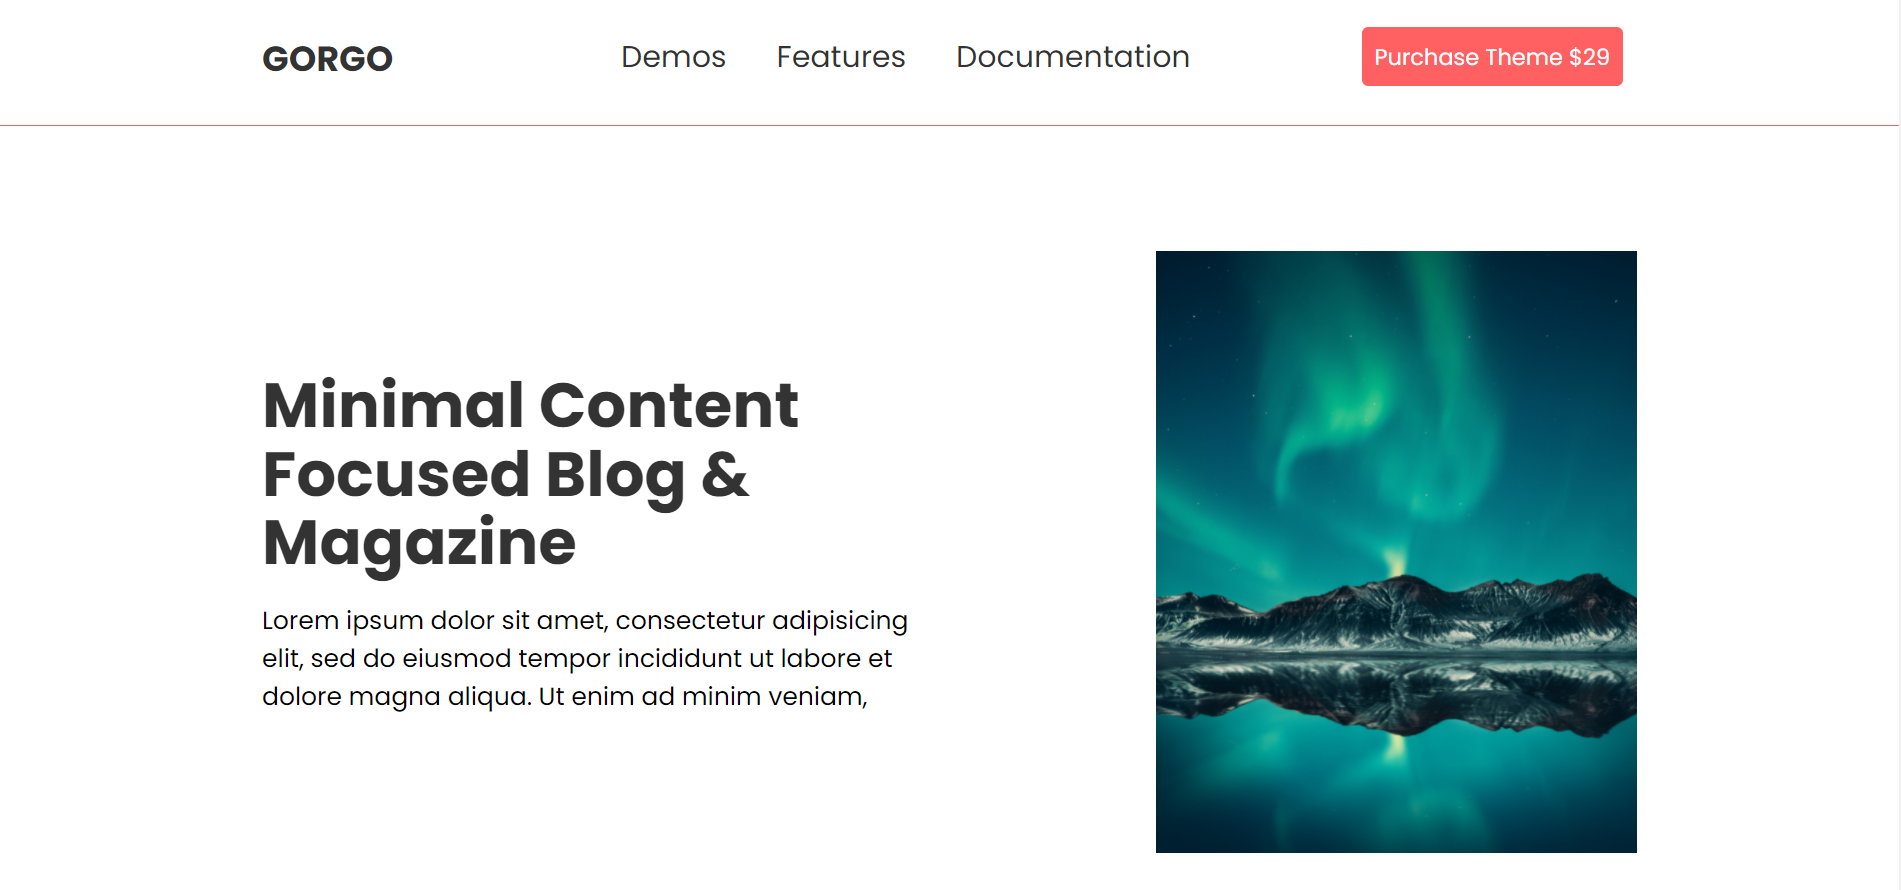 GORGO
Demos Features Documentation
Purchase Theme $29
Minimal Content
Focused Blog &
Magazine
Lorem ipsum dolor sit amet, consectetur adipisicing
elit, sed do eiusmod tempor incididunt ut labore et
dolore magna aliqua. Ut enim ad minim veniam,